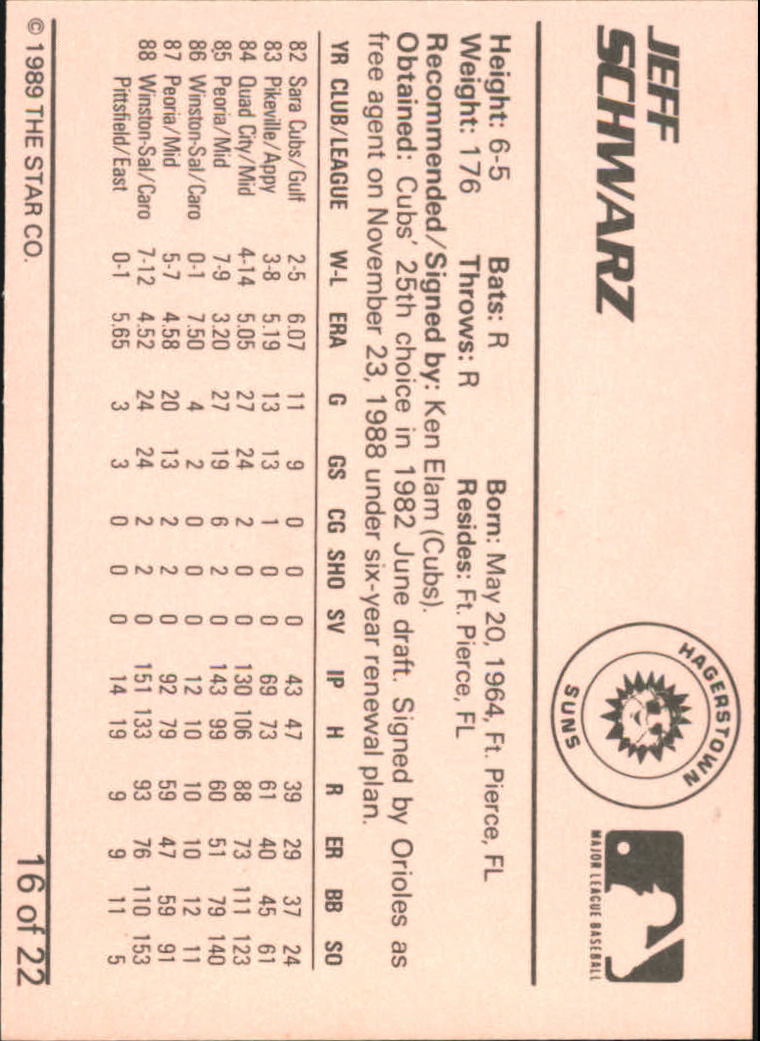 JEFF
SCHWARZ
HAGERSTOWN
SUNS
MAJOR LEAGUE BASEBALL
Height: 6-5 Bats: R Born: May 20, 1964, Ft. Pierce, FL
Weight: 176 Throws: R Resides: Ft. Pierce, FL
Recommended/Signed by: Ken Elam (Cubs).
Obtained: Cubs' 25th choice in 1982 June draft. Signed by Orioles as
free agent on November 23, 1988 under six-year renewal plan.
YR CLUB/LEAGUE W-L ERA G GS CG SHO SV IP H R ER BB SO
82 Sara Cubs/Gulf 2-5 6.07 11 9 0 0 0 43 47 39 29 37 24
83 Pikeville/Appy 3-8 5.19 13 13 1 0 0 69 73 61 40 45 61
84 Quad City/Mid 4-14 5.05 27 24 2 0 0 130 106 88 73 111 123
85 Peoria/Mid 7-9 3.20 27 19 6 2 0 143 99 60 51 79 140
86 Winston-Sal/Caro 0-1 7.50 4 2 0 0 0 12 10 10 10 12 11
87 Peoria/Mid 5-7 4.58 20 13 2 2 0 92 79 59 47 59 91
88 Winston-Sal/Caro 7-12 4.52 24 24 2 2 0 151 133 93 76 110 153
Pittsfield/East 0-1 5.65 3 3 0 0 0 14 19 9 9 11 5
© 1989 THE STAR CO. 16 of 22